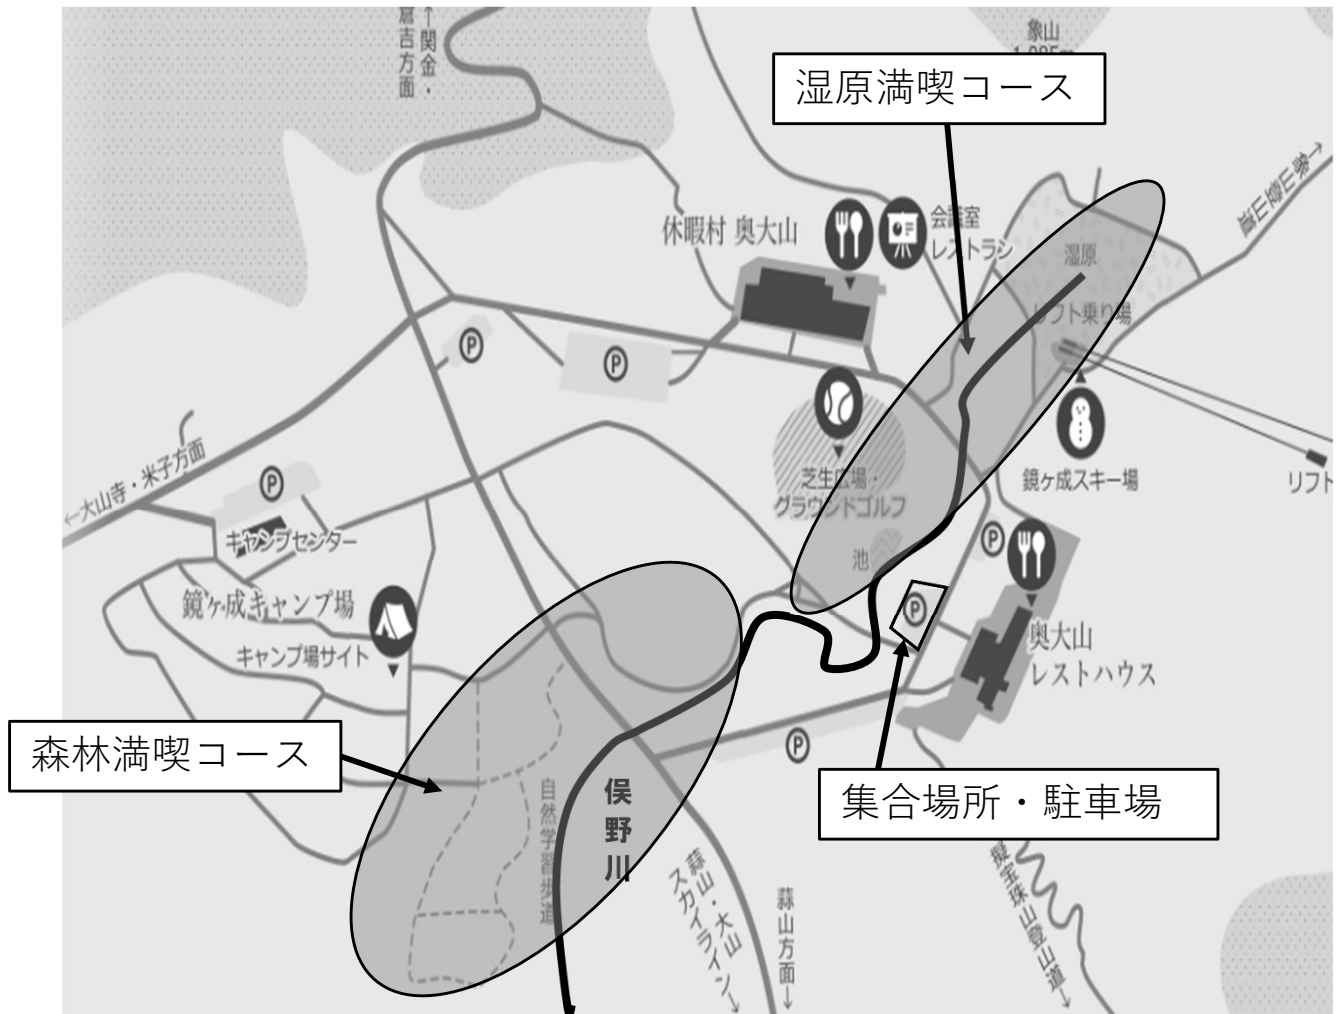 ←関金・
倉吉方面
象山
湿原満喫コース
休暇村 奥大山
会議室
レストラン
象山登山道→
湿原
リフト乗り場
P
P
芝生広場・
グラウンドゴルフ
鏡ヶ成スキー場
リフト
←大山寺・米子方面
P
キャンプセンター
池
P
P
鏡ヶ成キャンプ場
キャンプ場サイト
奥大山
レストハウス
森林満喫コース
P
集合場所・駐車場
自然学習歩道
俣野川
蒜山・大山
スカイライン→
蒜山方面→
擬宝珠山登山道→